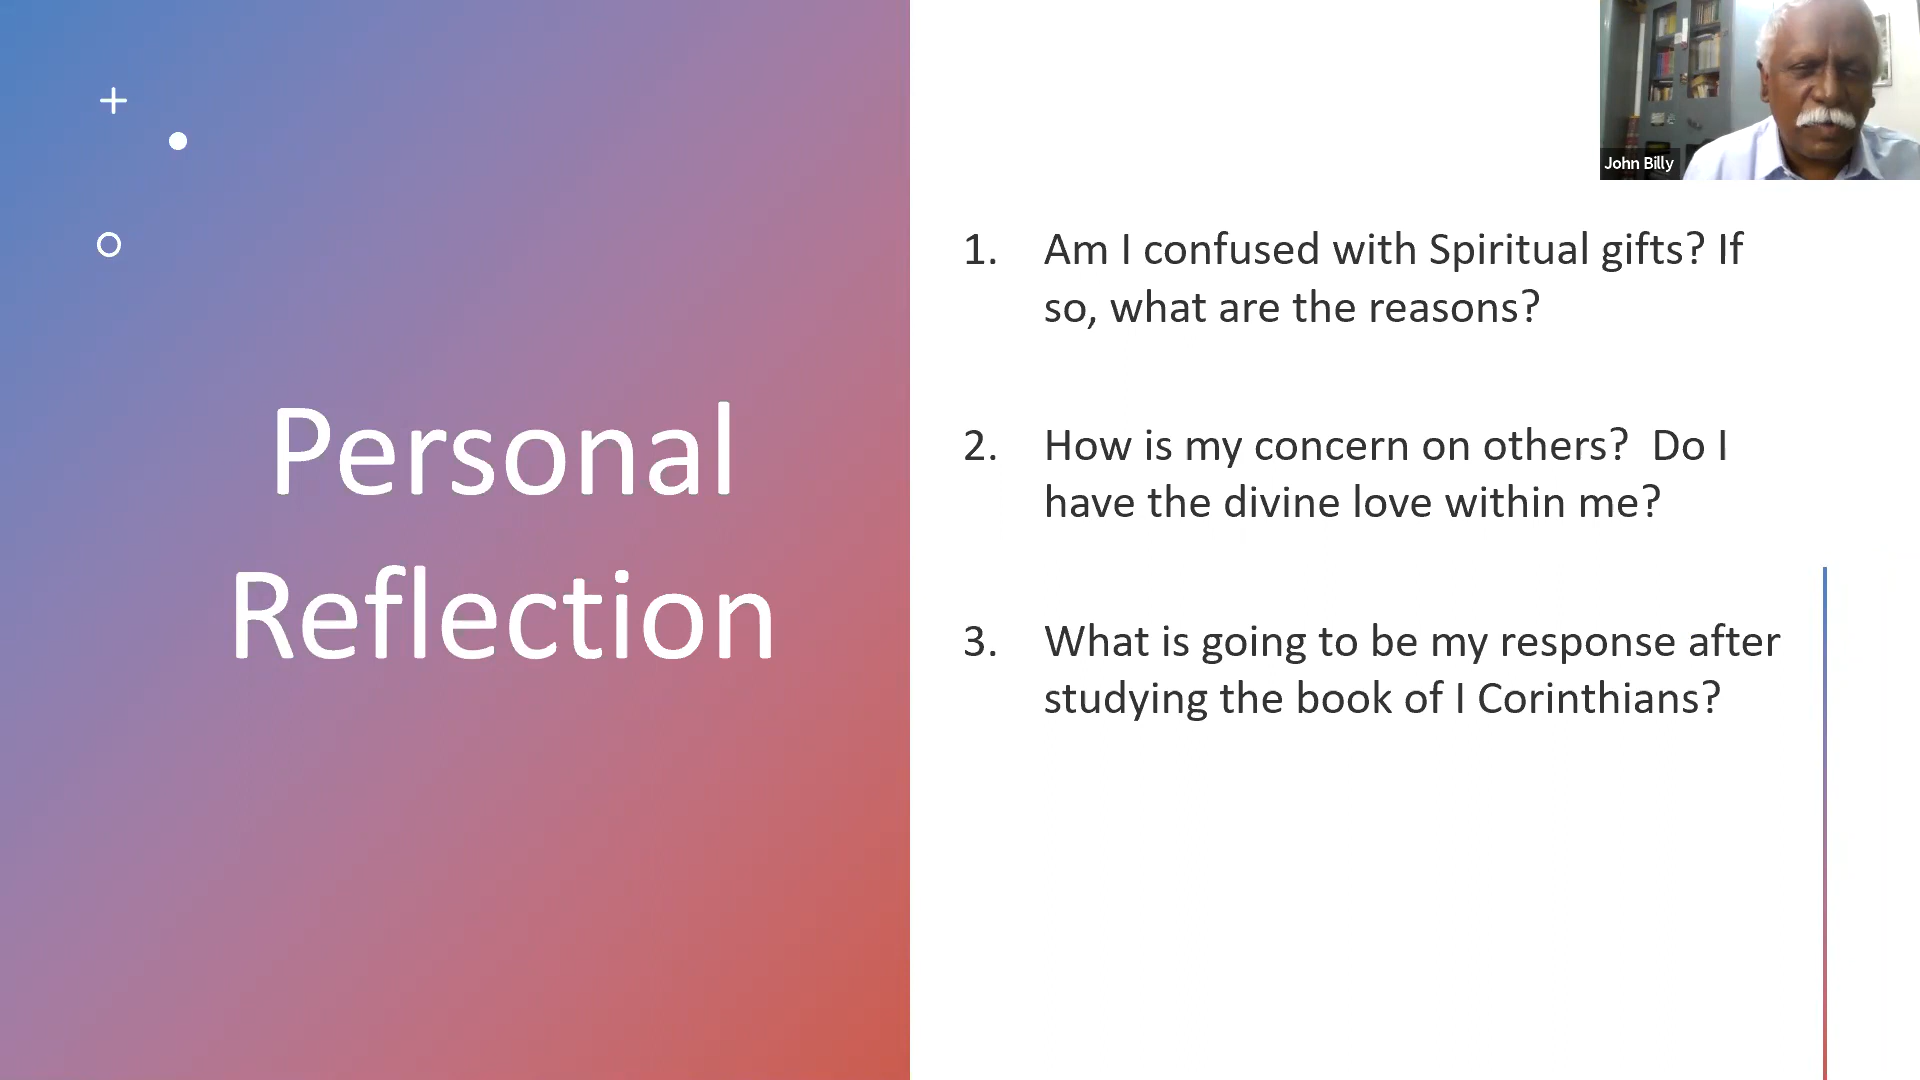 John Billy
Personal
Reflection
1. Am I confused with Spiritual gifts? If
so, what are the reasons?
2. How is my concern on others?  Do I
have the divine love within me?
3. What is going to be my response after
studying the book of I Corinthians?